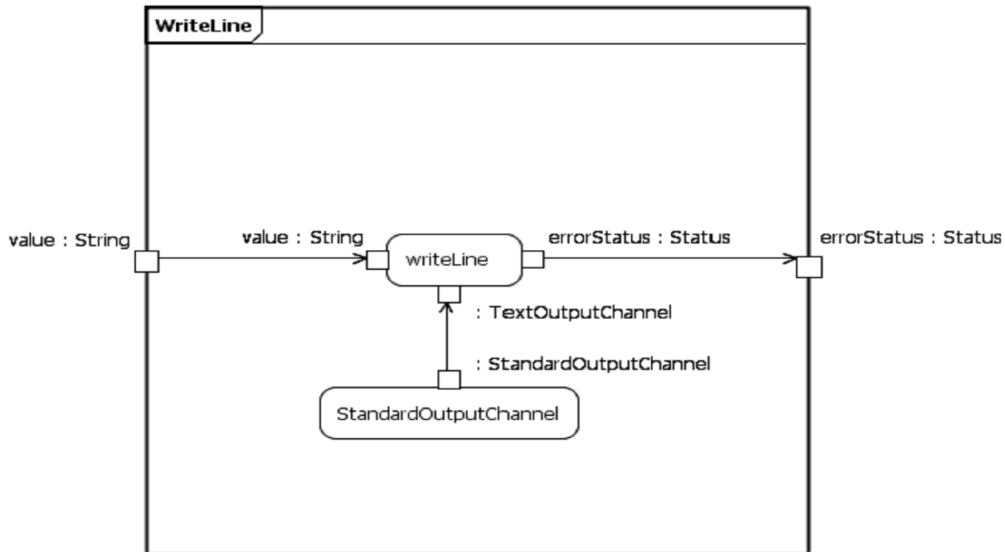 WriteLine
value : String
value : String
errorStatus : Status
errorStatus : Status
writeLine
: TextOutputChannel
: StandardOutputChannel
StandardOutputChannel